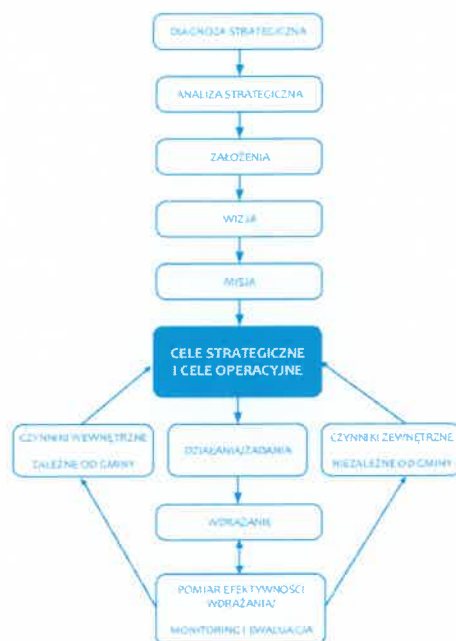 DIAGNOZA STRATEGICZNA
ANALIZA STRATEGICZNA
ZAŁOŻENIA
WIZJA
MISJA
CELE STRATEGICZNE
I CELE OPERACYJNE
CZYNNIKI WEWNĘTRZNE
ZALEŻNE OD GMINY
DZIAŁANIA/ZADANIA
CZYNNIKI ZEWNĘTRZNE
NIEZALEŻNE OD GMINY
WDRAŻANIE
POMIAR EFEKTYWNOŚCI
WDRAŻANIA/
MONITORING I EWALUACJA